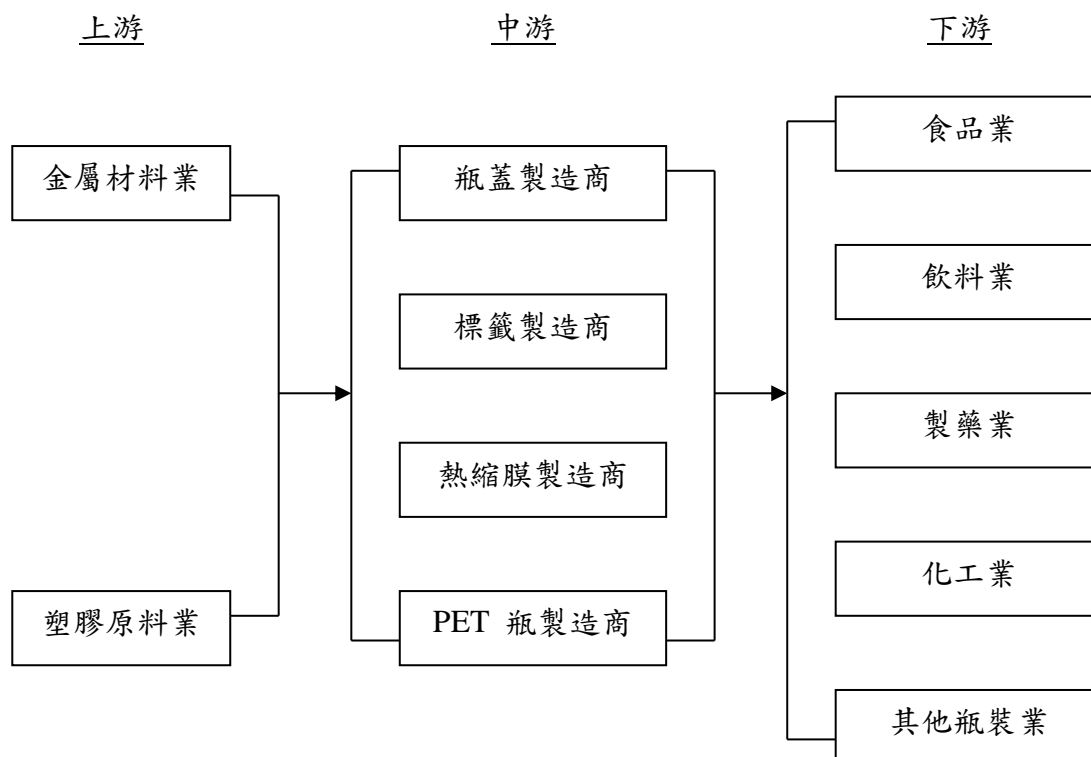 上游
中游
下游
食品業
金屬材料業
瓶蓋製造商
飲料業
標籤製造商
製藥業
熱縮膜製造商
化工業
塑膠原料業
PET 瓶製造商
其他瓶裝業